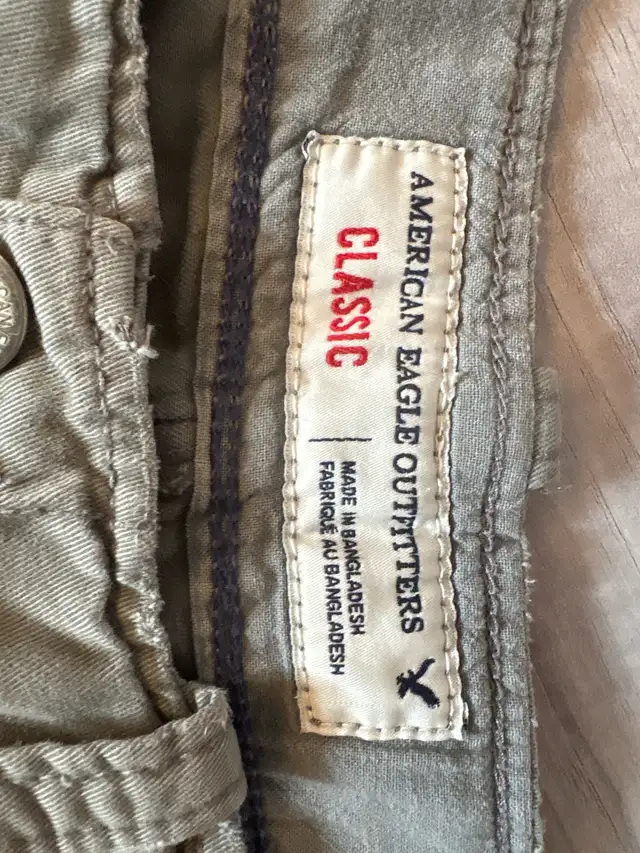 AMERICAN EAGLE OUTFITTERS
CLASSIC
MADE IN BANGLADESH
FABRIQUÉ AU BANGLADESH